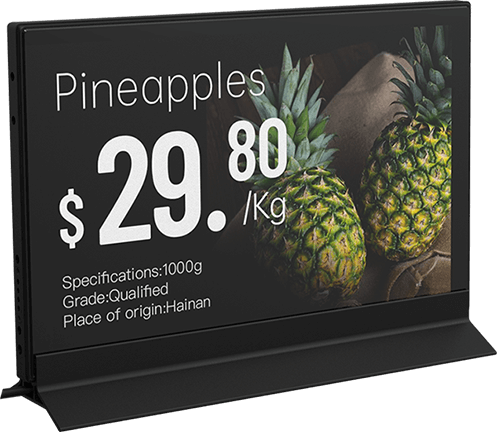 Pineapples
$29.80
/Kg
Specifications:1000g
Grade:Qualified
Place of origin:Hainan